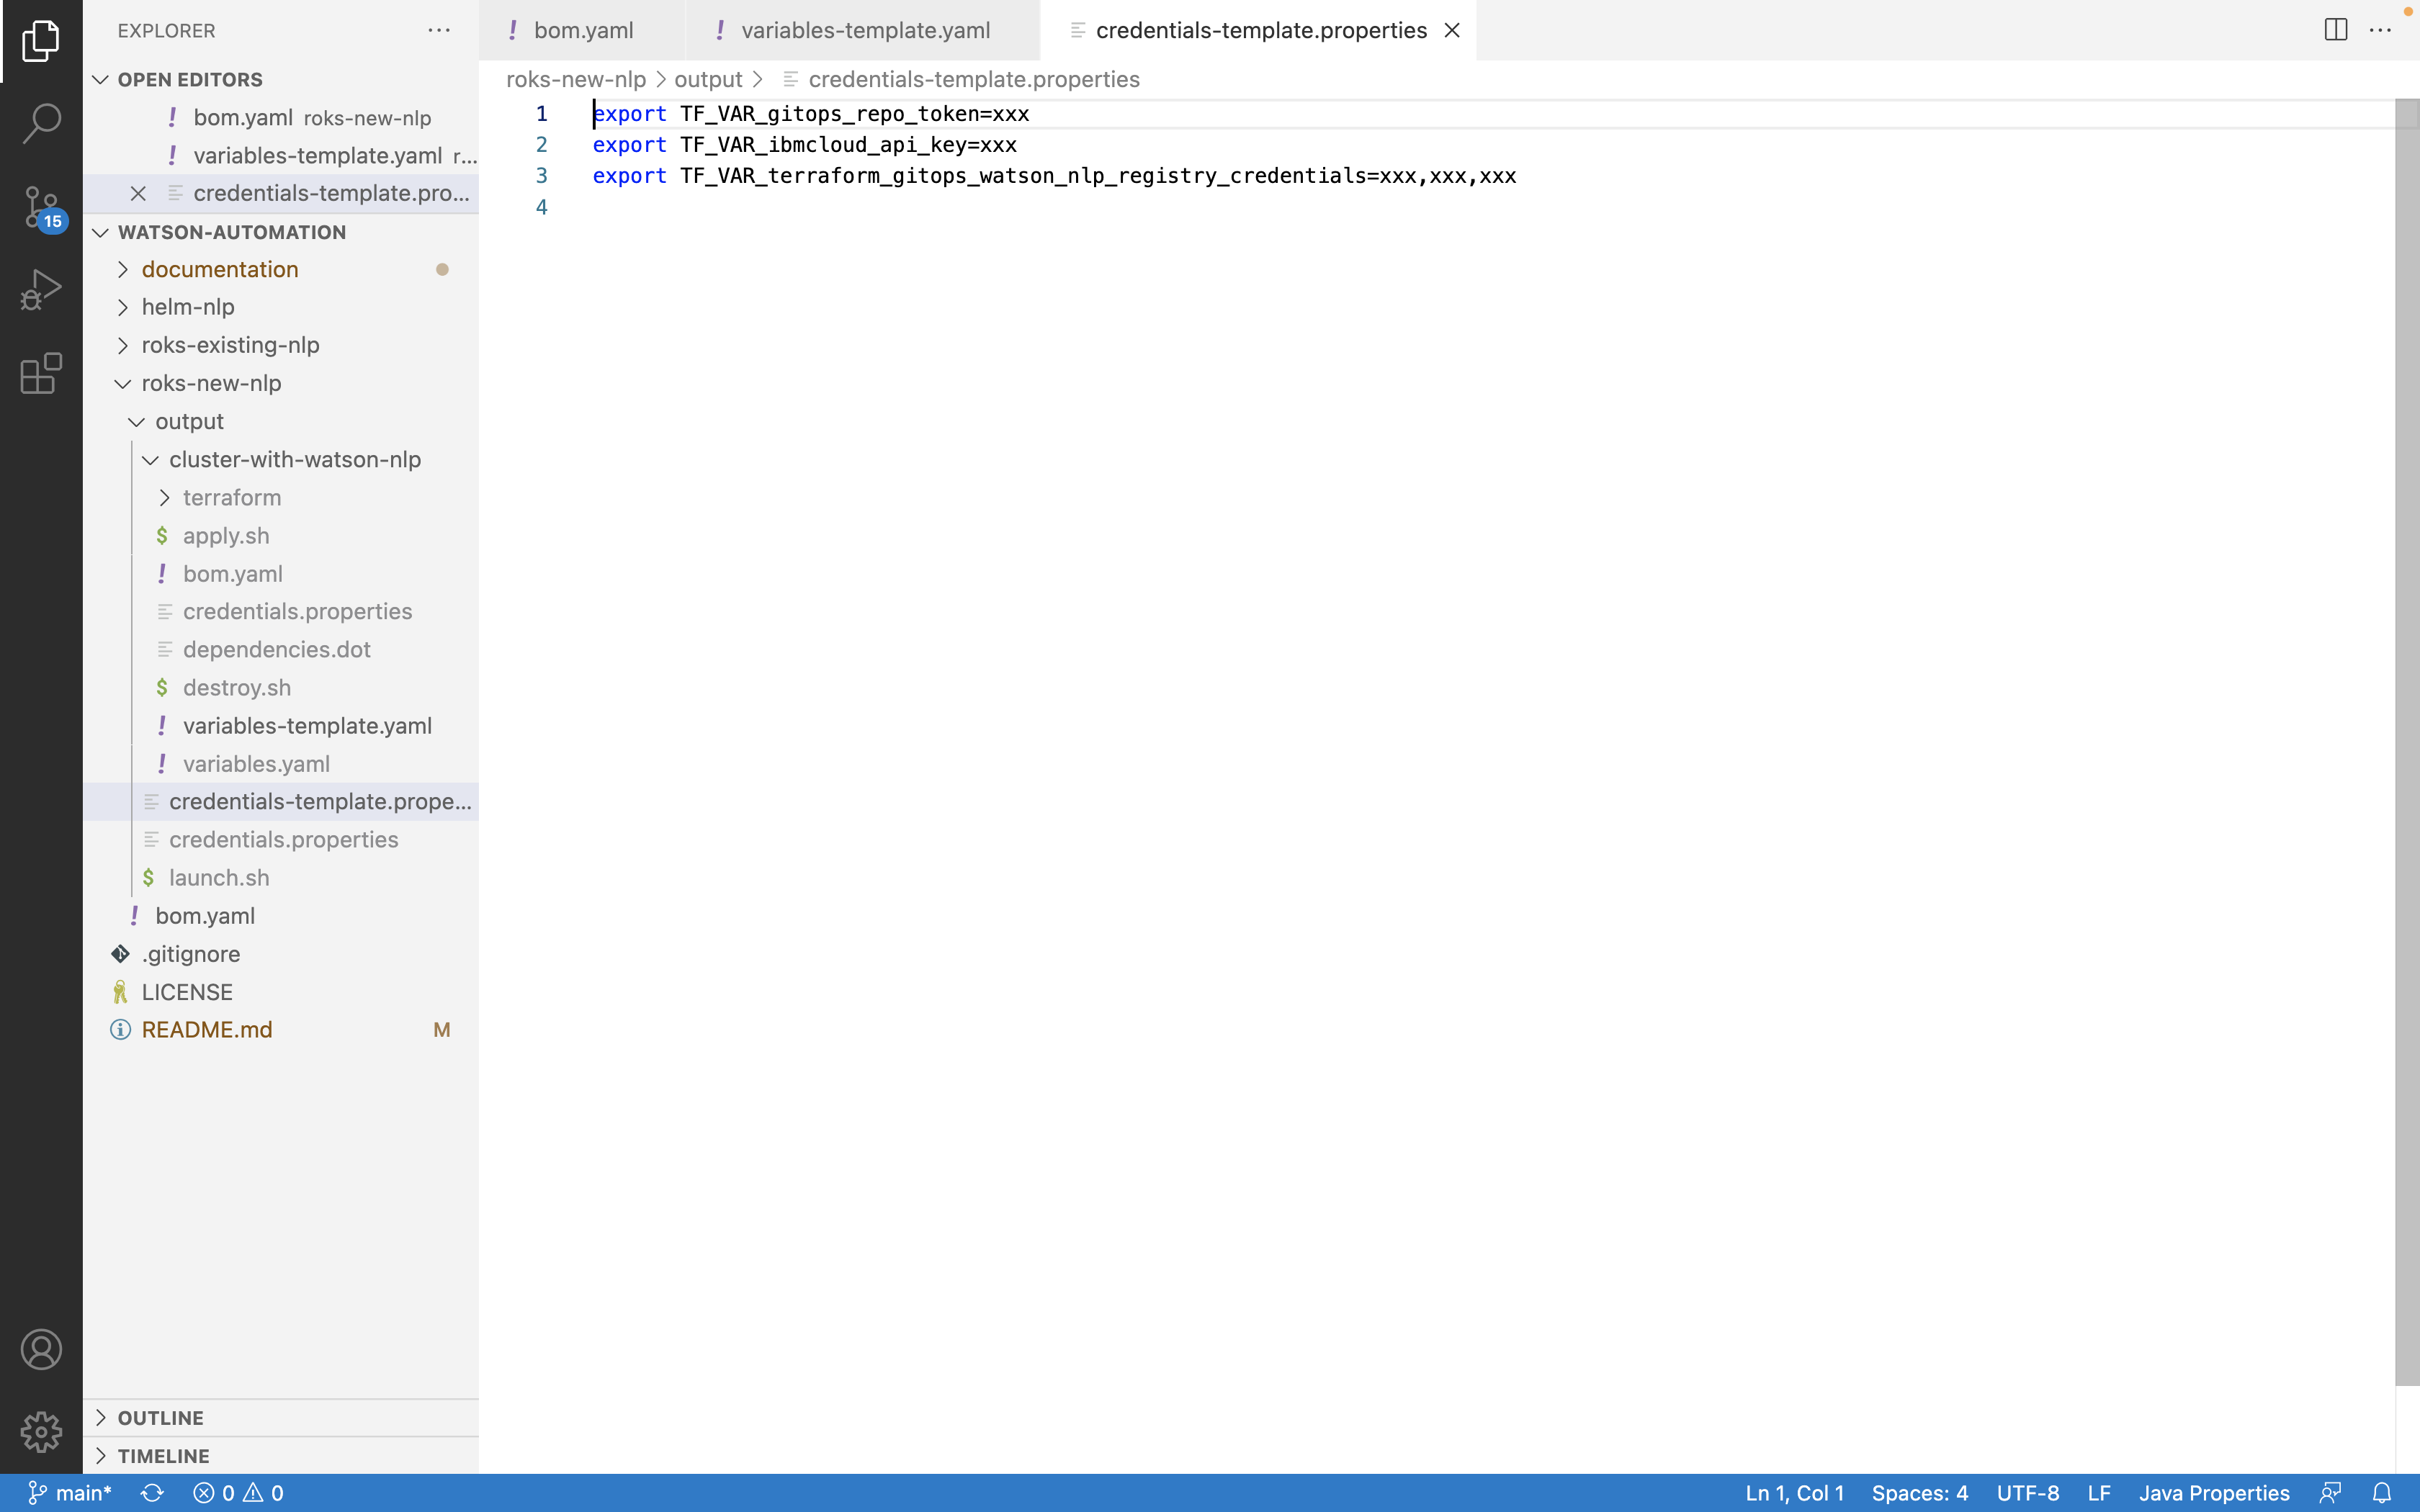 EXPLORER
OPEN EDITORS
bom.yaml roks-new-nlp
variables-template.yaml r...
credentials-template.pro...
WATSON-AUTOMATION
documentation
helm-nlp
roks-existing-nlp
roks-new-nlp
output
cluster-with-watson-nlp
terraform
apply.sh
bom.yaml
credentials.properties
dependencies.dot
destroy.sh
variables-template.yaml
variables.yaml
credentials-template.prope...
credentials.properties
launch.sh
bom.yaml
.gitignore
LICENSE
README.md M
OUTLINE
TIMELINE
15
bom.yaml variables-template.yaml credentials-template.properties
roks-new-nlp > output > credentials-template.properties
1 export TF_VAR_gitops_repo_token=xxx
2 export TF_VAR_ibmcloud_api_key=xxx
3 export TF_VAR_terraform_gitops_watson_nlp_registry_credentials=xxx,xxx,xxx
4
main* 0 0 Ln 1, Col 1 Spaces: 4 UTF-8 LF Java Properties